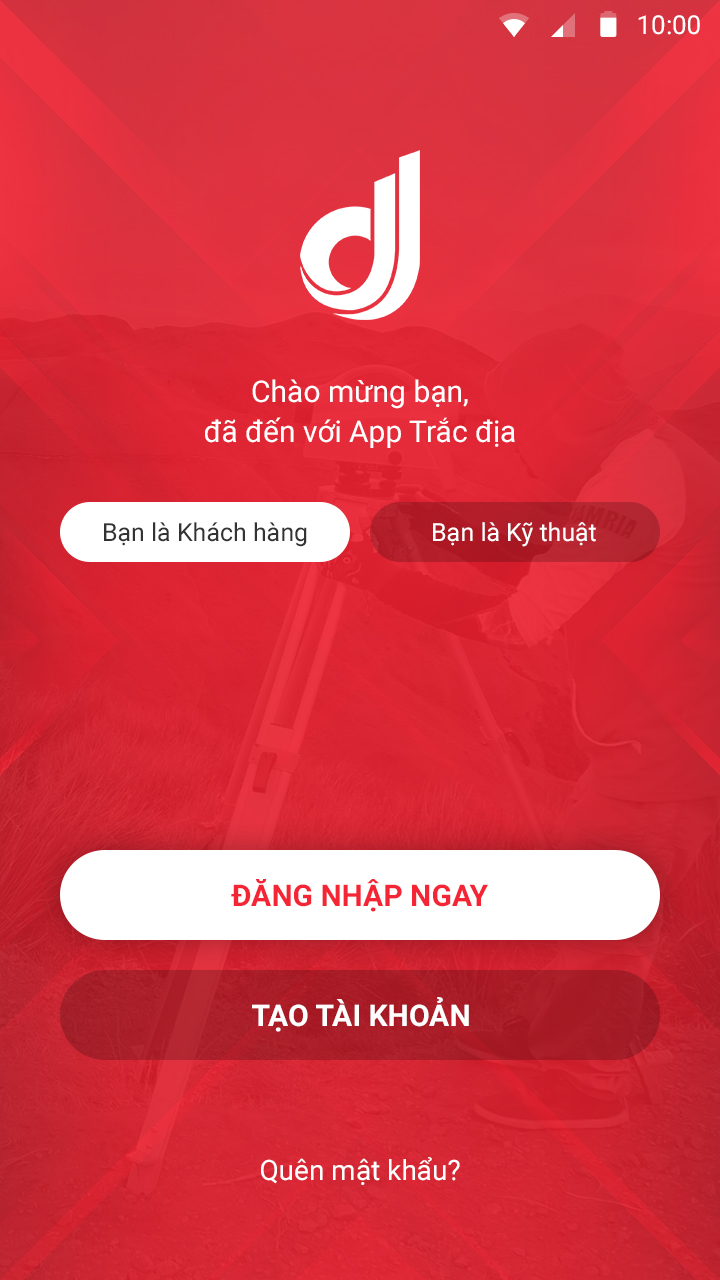 10:00
Chào mừng bạn,
đã đến với App Trắc địa
Bạn là Khách hàng
Bạn là Kỹ thuật
ĐĂNG NHẬP NGAY
TẠO TÀI KHOẢN
Quên mật khẩu?